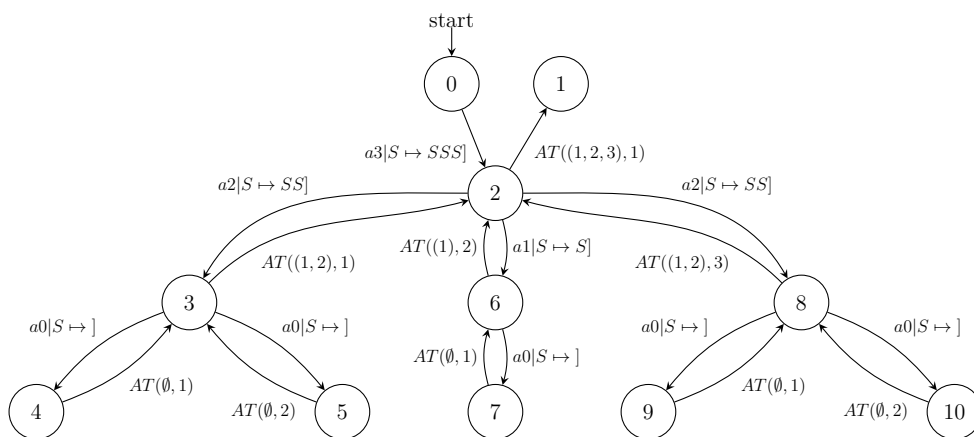 start
0
1
a3|S ↦ SSS]
AT((1, 2, 3), 1)
a2|S ↦ SS]
2
a2|S ↦ SS]
AT((1, 2), 1)
AT((1), 2)
a1|S ↦ S]
AT((1, 2), 3)
3
6
8
a0|S ↦ ]
a0|S ↦ ]
a0|S ↦ ]
a0|S ↦ ]
AT(∅, 1)
a0|S ↦ ]
AT(∅, 1)
AT(∅, 2)
AT(∅, 1)
AT(∅, 2)
4
5
7
9
10